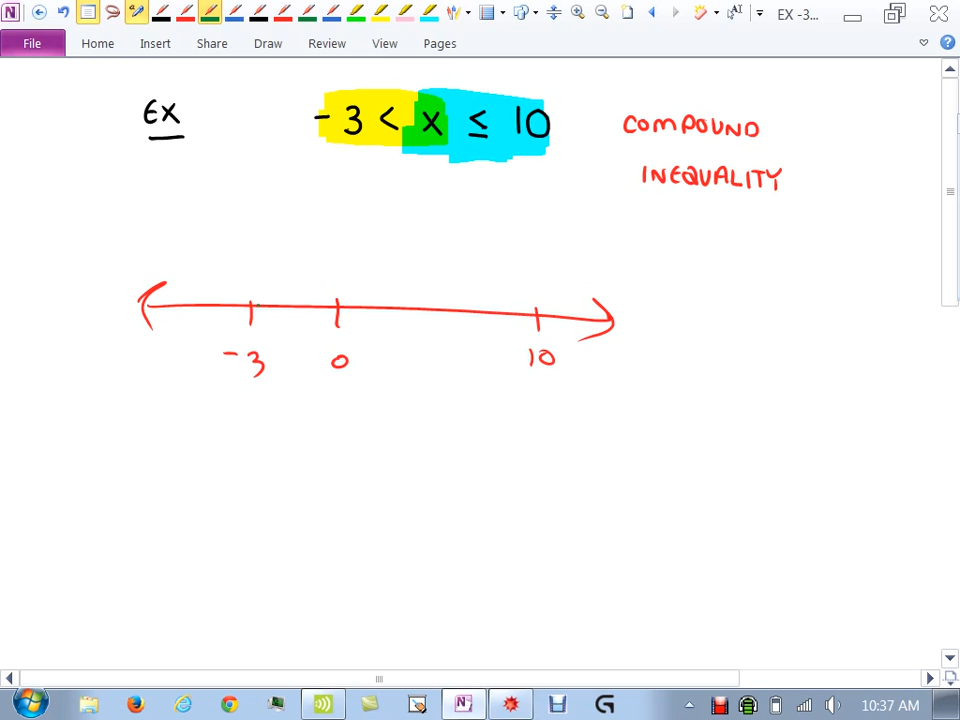 EX -3...
File Home Insert Share Draw Review View Pages
EX -3 < x ≤ 10 COMPOUND
INEQUALITY
-3 0 10
10:37 AM